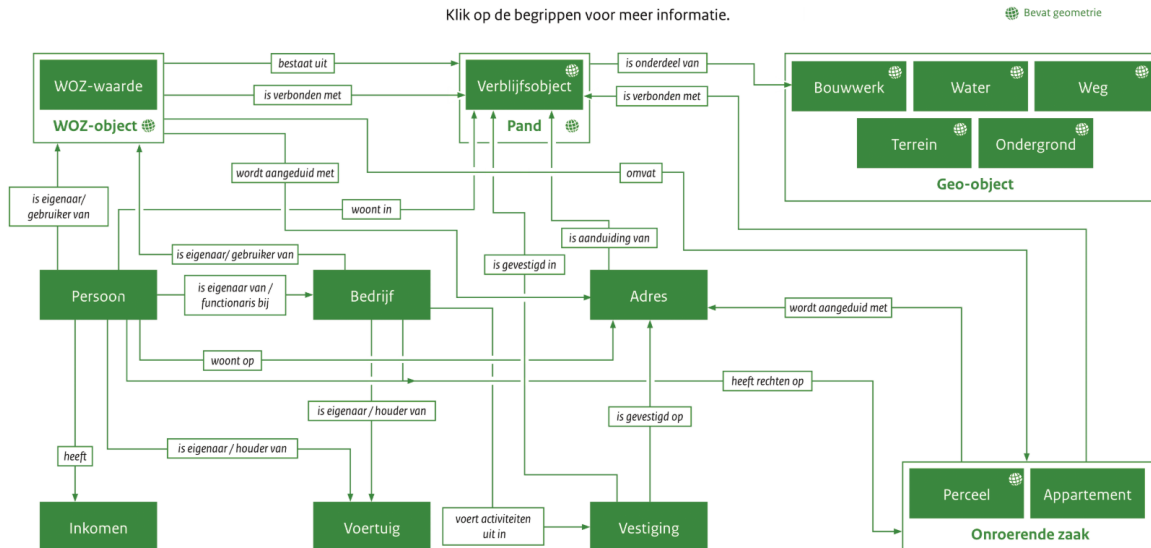 Klik op de begrippen voor meer informatie.
Bevat geometrie
bestaat uit
is onderdeel van
WOZ-waarde
Verblijfsobject
Bouwwerk
Water
Weg
is verbonden met
is verbonden met
WOZ-object
Pand
Terrein
Ondergrond
wordt aangeduid met
omvat
Geo-object
is eigenaar/
gebruiker van
woont in
is aanduiding van
is eigenaar/ gebruiker van
is gevestigd in
Persoon
is eigenaar van /
functionaris bij
Bedrijf
Adres
wordt aangeduid met
woont op
heeft rechten op
is eigenaar / houder van
is gevestigd op
is eigenaar / houder van
heeft
Perceel
Appartement
Inkomen
Voertuig
voert activiteiten
uit in
Vestiging
Onroerende zaak